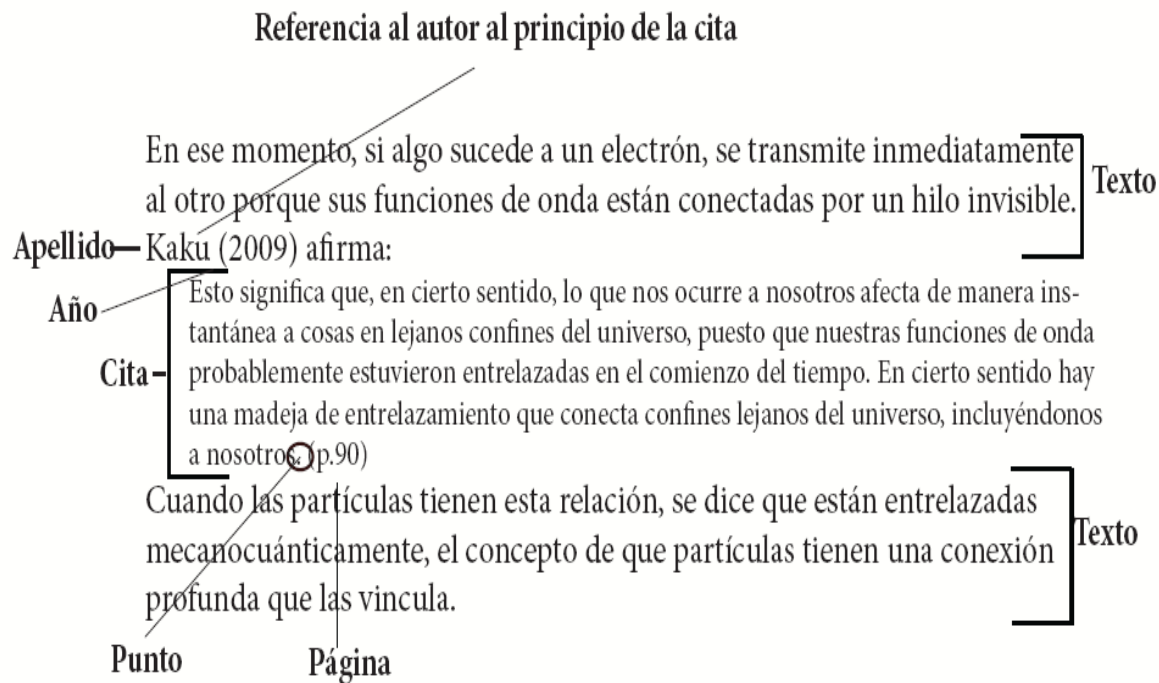 Referencia al autor al principio de la cita
En ese momento, si algo sucede a un electrón, se transmite inmediatamente
al otro porque sus funciones de onda están conectadas por un hilo invisible.
Texto
Apellido
Kaku (2009) afirma:
Año
Esto significa que, en cierto sentido, lo que nos ocurre a nosotros afecta de manera ins-
tantánea a cosas en lejanos confines del universo, puesto que nuestras funciones de onda
Cita
probablemente estuvieron entrelazadas en el comienzo del tiempo. En cierto sentido hay
una madeja de entrelazamiento que conecta confines lejanos del universo, incluyéndonos
a nosotros. (p.90)
Cuando las partículas tienen esta relación, se dice que están entrelazadas
mecanocuánticamente, el concepto de que partículas tienen una conexión
Texto
profunda que las vincula.
Punto
Página